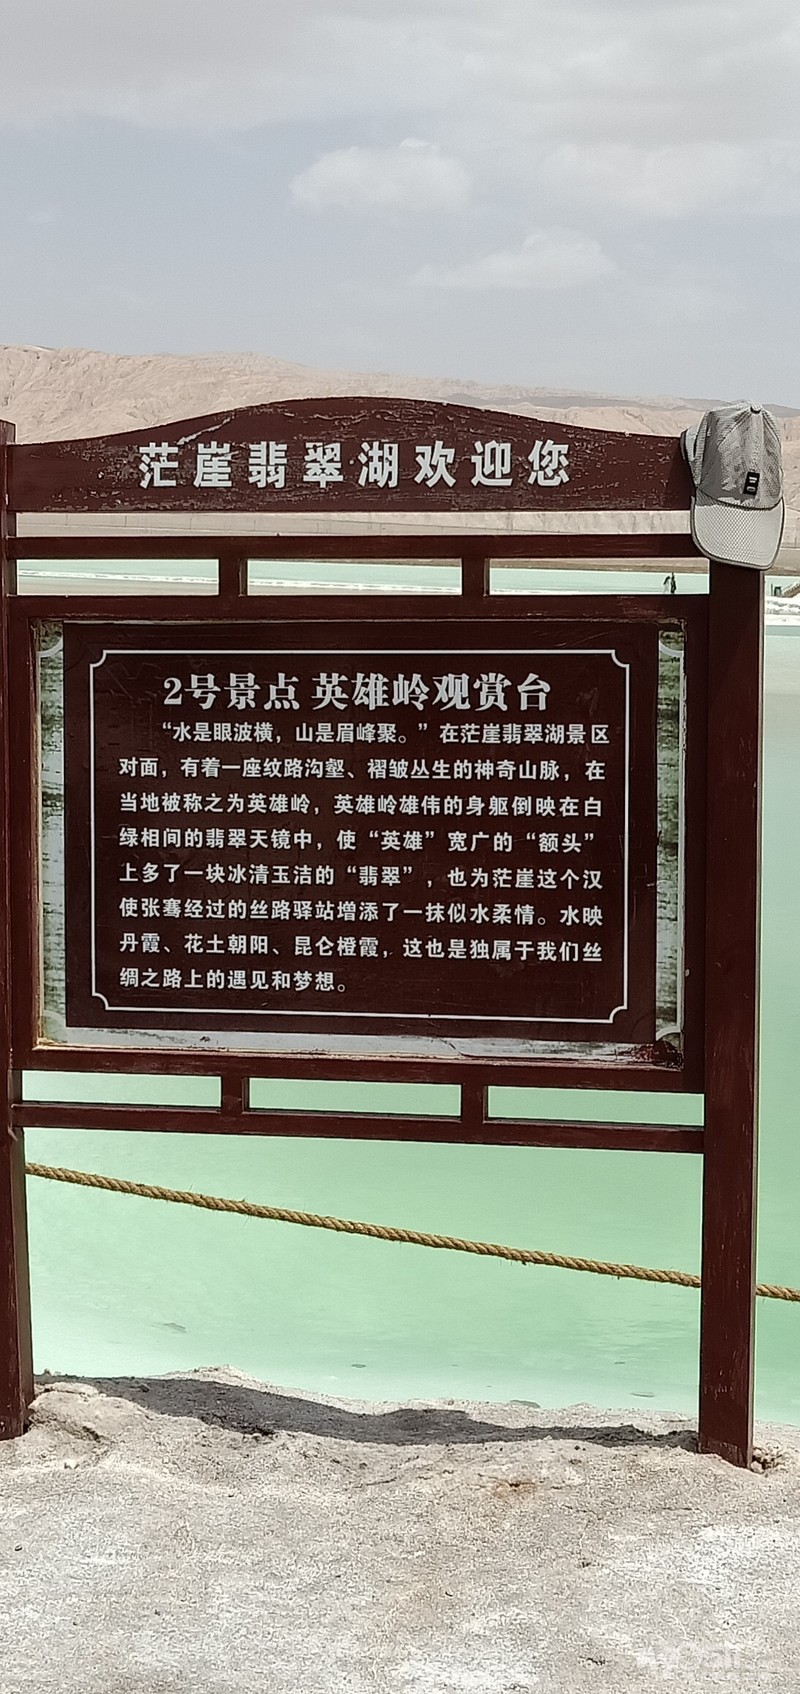 茫崖翡翠湖欢迎您
2号景点 英雄岭观赏台
“水是眼波横，山是眉峰聚。”在茫崖翡翠湖景区
对面，有着一座纹路沟壑、褶皱丛生的神奇山脉，在
当地被称之为英雄岭，英雄岭雄伟的身躯倒映在白
绿相间的翡翠天镜中，使“英雄”宽广的“额头”
上多了一块冰清玉洁的“翡翠”，也为茫崖这个汉
使张骞经过的丝路驿站增添了一抹似水柔情。水映
丹霞、花土朝阳、昆仑橙霞，这也是独属于我们丝
绸之路上的遇见和梦想。